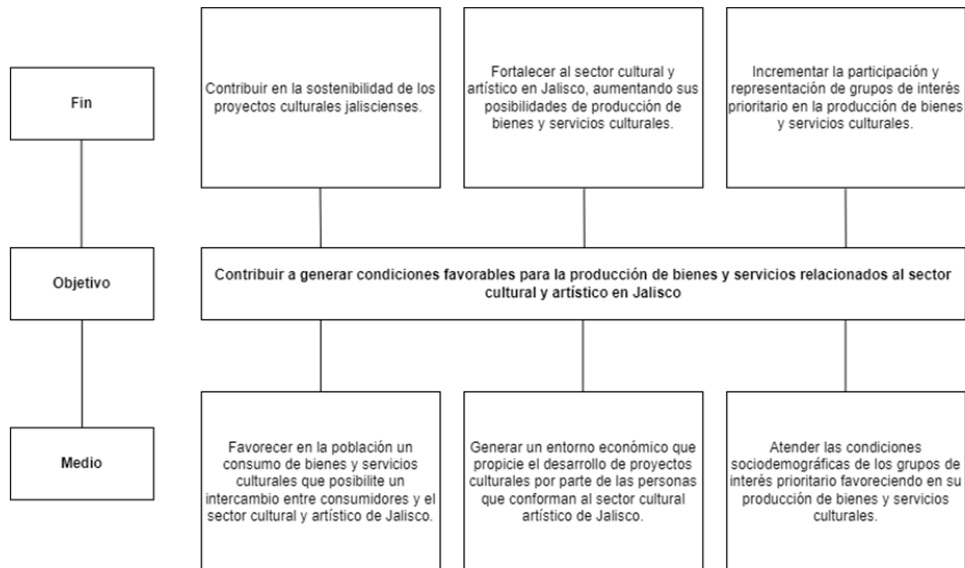 Fin
Contribuir en la sostenibilidad de los
proyectos culturales jaliscienses.
Fortalecer al sector cultural y
artístico en Jalisco, aumentando sus
posibilidades de producción de
bienes y servicios culturales.
Incrementar la participación y
representación de grupos de interés
prioritario en la producción de bienes
y servicios culturales.
Objetivo
Contribuir a generar condiciones favorables para la producción de bienes y servicios relacionados al sector
cultural y artístico en Jalisco
Medio
Favorecer en la población un
consumo de bienes y servicios
culturales que posibilite un
intercambio entre consumidores y el
sector cultural y artístico de Jalisco.
Generar un entorno económico que
propicie el desarrollo de proyectos
culturales por parte de las personas
que conforman al sector cultural
artístico de Jalisco.
Atender las condiciones
sociodemográficas de los grupos de
interés prioritario favoreciendo en su
producción de bienes y servicios
culturales.